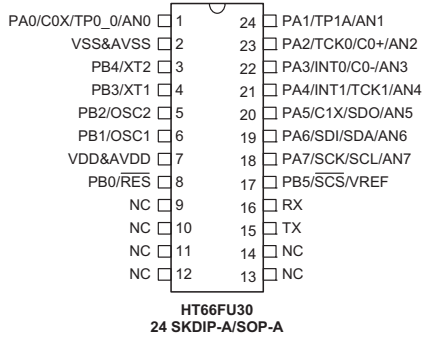 PA0/C0X/TP0_0/AN0 1 24 PA1/TP1A/AN1
VSS&AVSS 2 23 PA2/TCK0/C0+/AN2
PB4/XT2 3 22 PA3/INT0/C0-/AN3
PB3/XT1 4 21 PA4/INT1/TCK1/AN4
PB2/OSC2 5 20 PA5/C1X/SDO/AN5
PB1/OSC1 6 19 PA6/SDI/SDA/AN6
VDD&AVDD 7 18 PA7/SCK/SCL/AN7
PB0/RES 8 17 PB5/SCS/VREF
NC 9 16 RX
NC 10 15 TX
NC 11 14 NC
NC 12 13 NC
HT66FU30
24 SKDIP-A/SOP-A